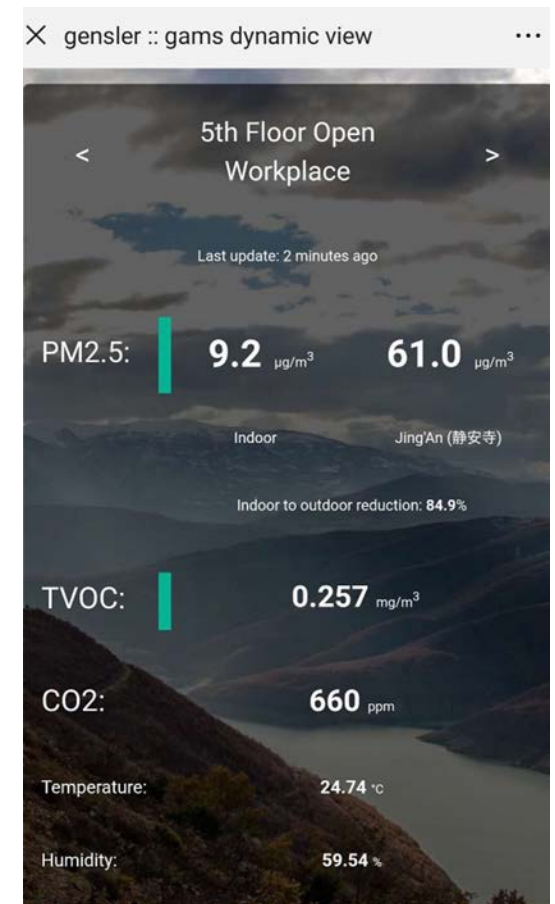 × gensler :: gams dynamic view ...
< 5th Floor Open >
Workplace
Last update: 2 minutes ago
PM2.5: 9.2 µg/m³ 61.0 µg/m³
Indoor Jing'An (静安寺)
Indoor to outdoor reduction: 84.9%
TVOC: 0.257 mg/m³
CO2: 660 ppm
Temperature: 24.74 °C
Humidity: 59.54 %